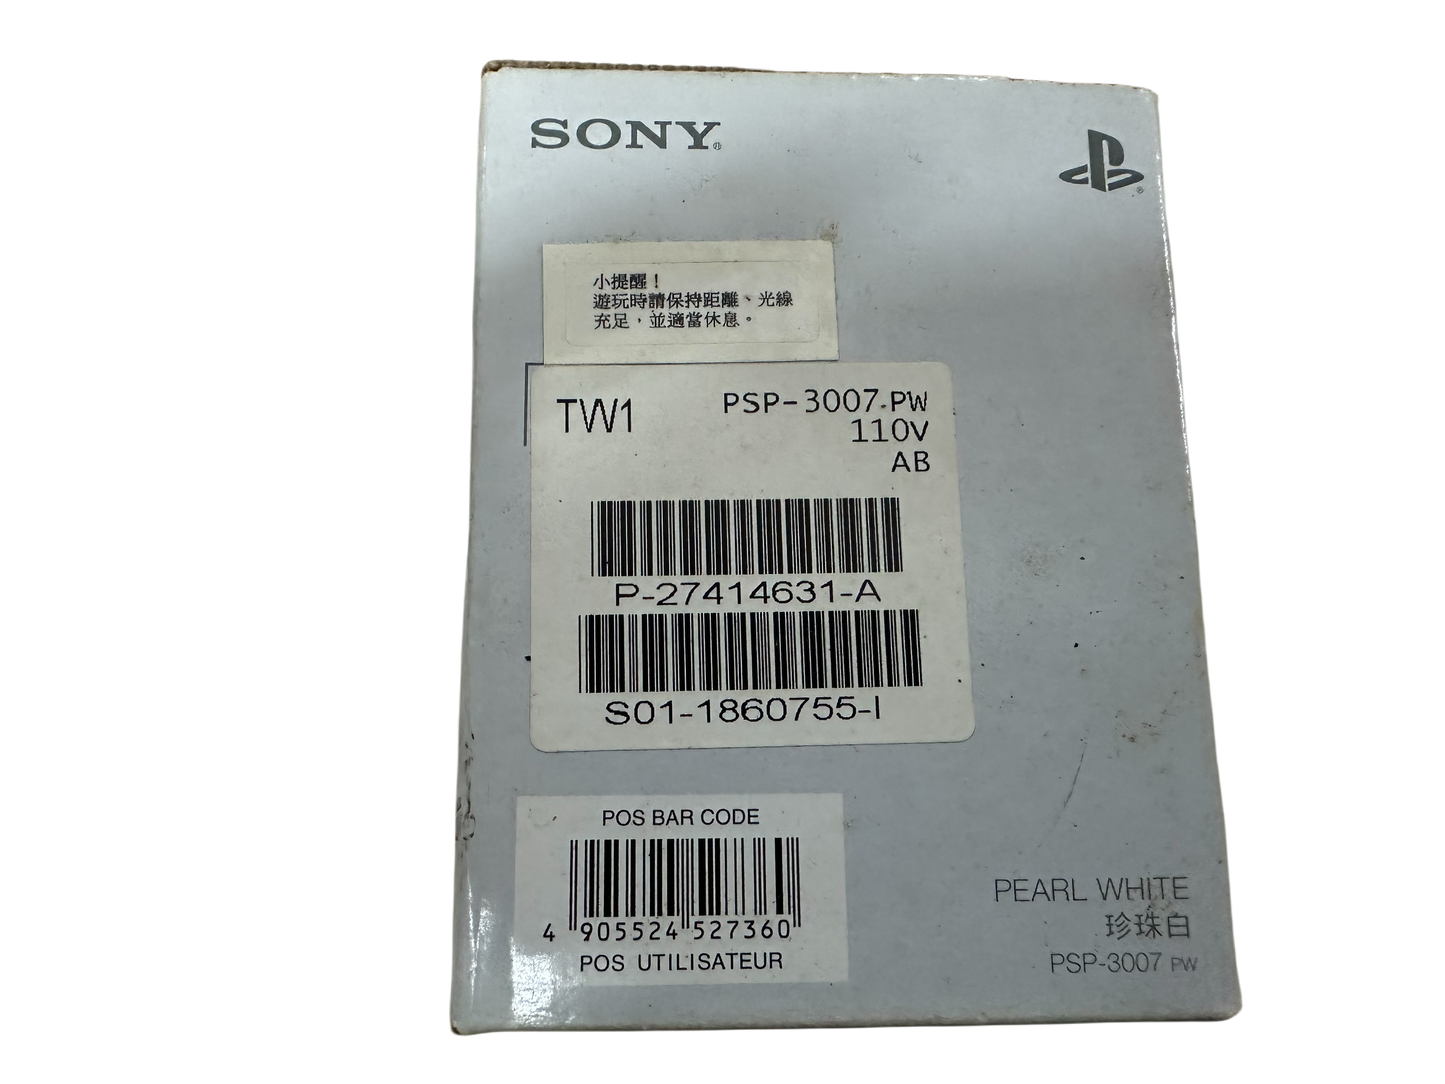 SONY®
小提醒！
遊玩時請保持距離、光線
充足，並適當休息。
TW1
PSP-3007 PW
110V
AB
P-27414631-A
S01-1860755-I
POS BAR CODE
4 905524 527360
POS UTILISATEUR
PEARL WHITE
珍珠白
PSP-3007 PW